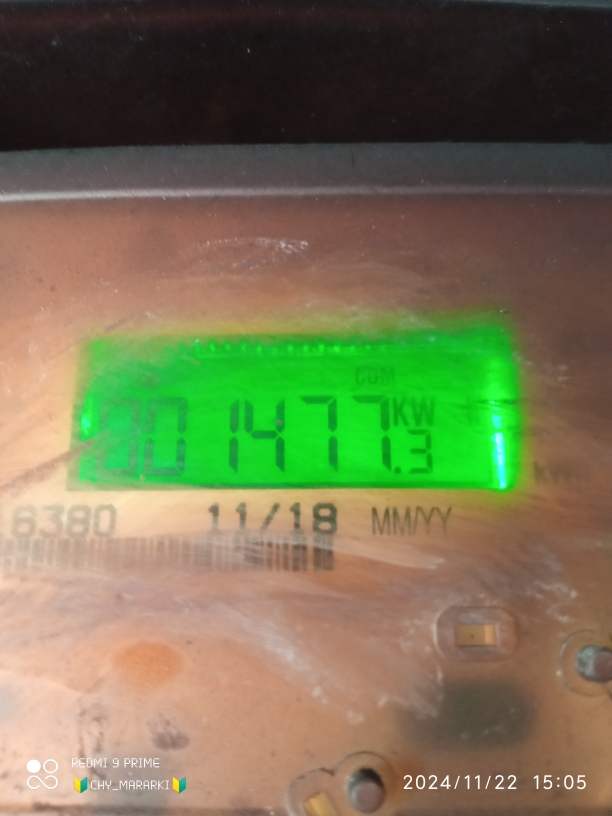 CUM
001477.3 KW
6380 11/18 MM/YY
REDMI 9 PRIME
🔰CHY_MARARKI🔰
2024/11/22 15:05